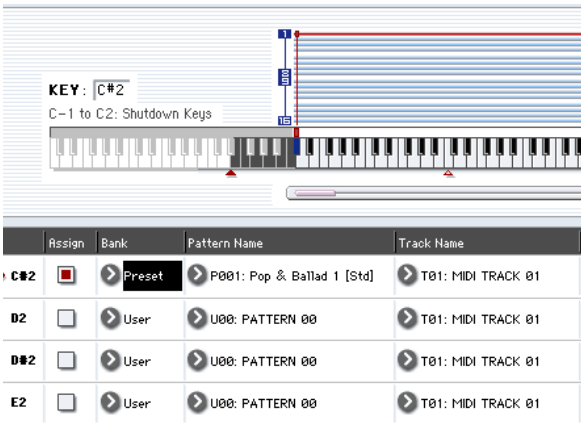 1
KEY: C#2
C-1 to C2: Shutdown Keys
16
Assign Bank Pattern Name Track Name
C#2 Preset P001: Pop & Ballad 1 [Std] T01: MIDI TRACK 01
D2 User U00: PATTERN 00 T01: MIDI TRACK 01
D#2 User U00: PATTERN 00 T01: MIDI TRACK 01
E2 User U00: PATTERN 00 T01: MIDI TRACK 01